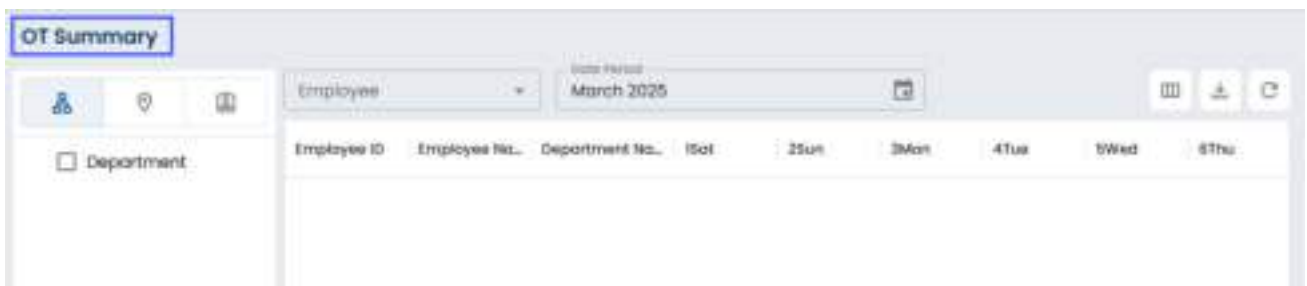 OT Summary
Date Period
Employee
March 2025
Department
Employee ID
Employee Na...
Department Na...
1Sat
2Sun
3Mon
4Tue
5Wed
6Thu